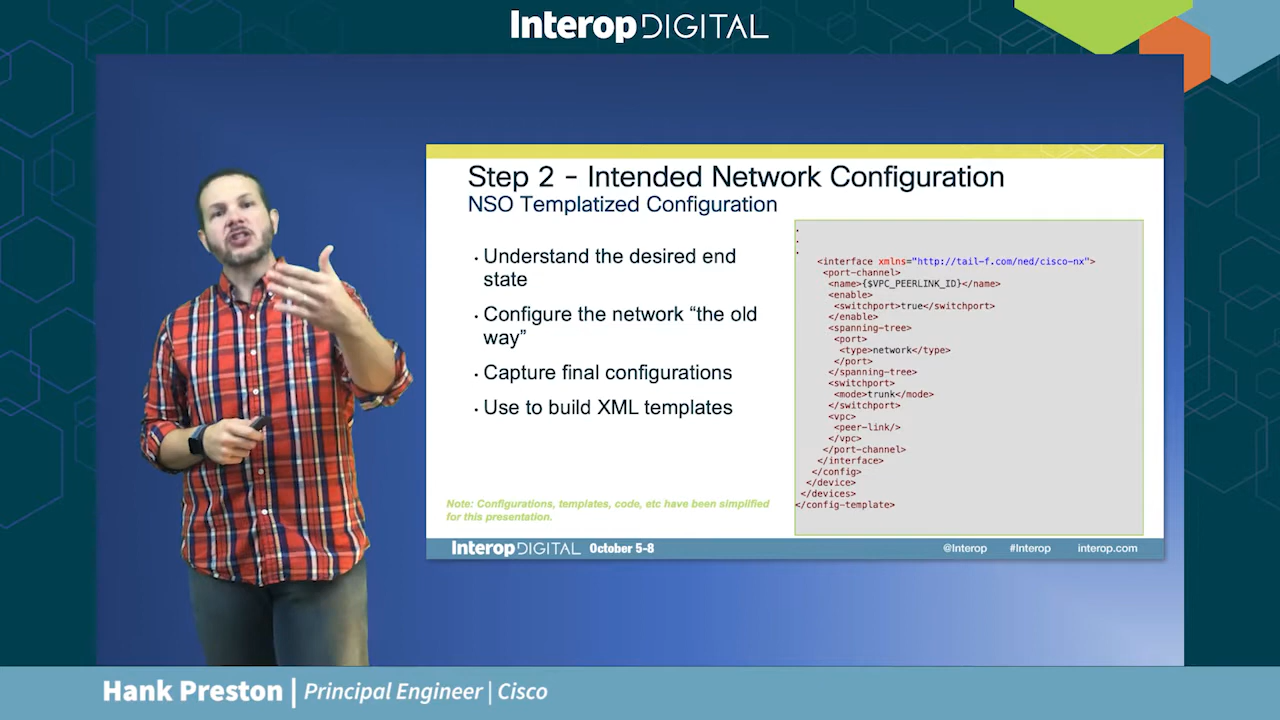 Interop DIGITAL
Step 2 – Intended Network Configuration
NSO Templatized Configuration
· Understand the desired end
state
· Configure the network “the old
way”
· Capture final configurations
· Use to build XML templates
.
.
.
<interface xmlns="http://tail-f.com/ned/cisco-nx">
<port-channel>
<name>{$VPC_PEERLINK_ID}</name>
<enable>
<switchport>true</switchport>
</enable>
<spanning-tree>
<port>
<type>network</type>
</port>
</spanning-tree>
<switchport>
<mode>trunk</mode>
</switchport>
<vpc>
<peer-link/>
</vpc>
</port-channel>
</interface>
</config>
</device>
</devices>
</config-template>
Note: Configurations, templates, code, etc have been simplified
for this presentation.
Interop DIGITAL October 5-8 @Interop #Interop interop.com
Hank Preston | Principal Engineer | Cisco